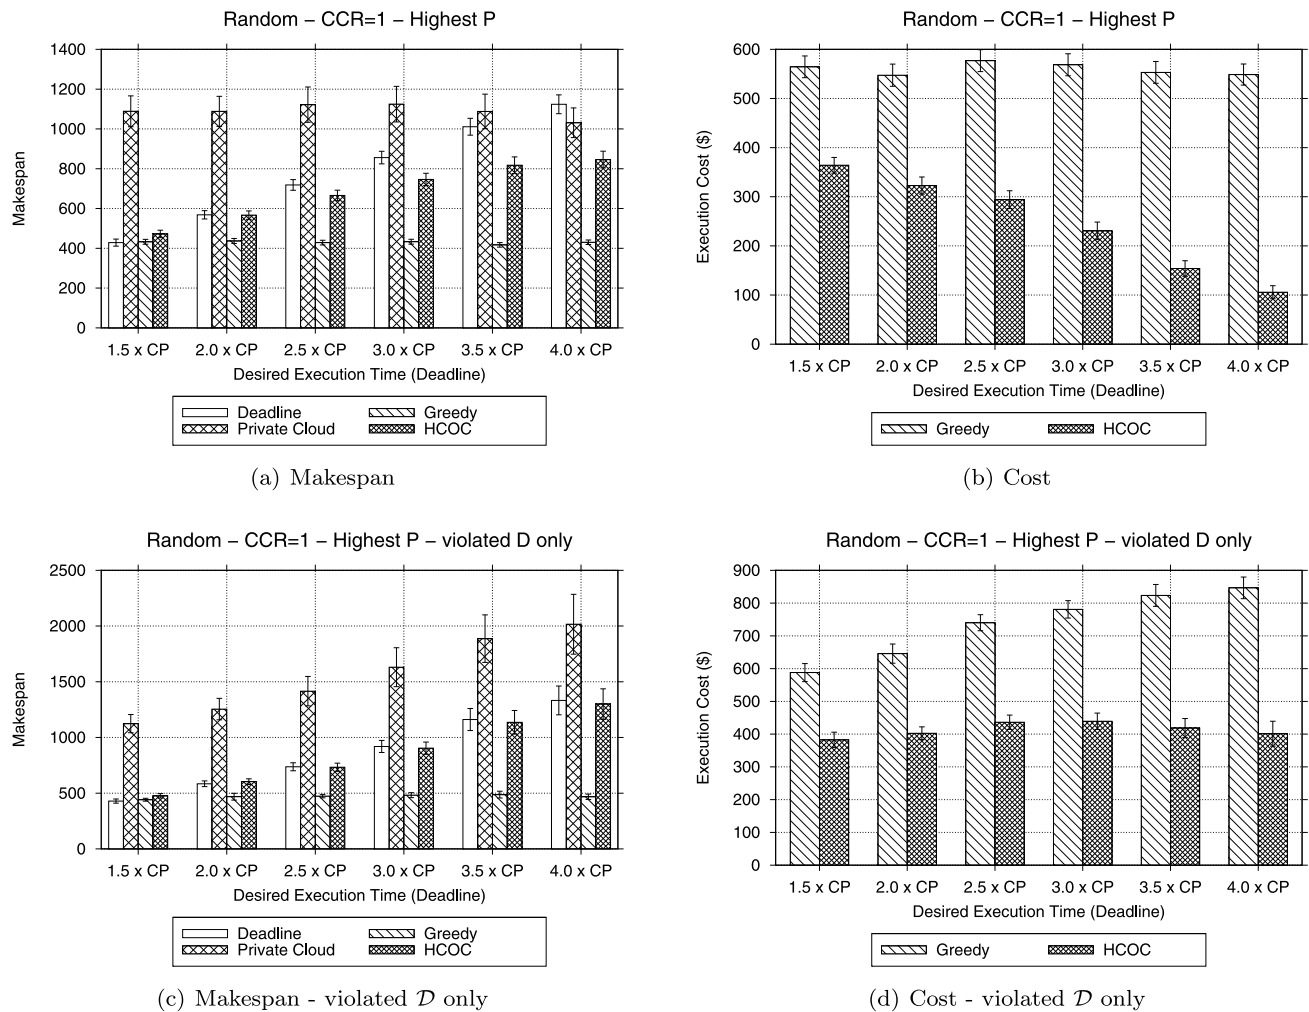 Random – CCR=1 – Highest P
Makespan
1400
1200
1000
800
600
400
200
0
1.5 x CP 2.0 x CP 2.5 x CP 3.0 x CP 3.5 x CP 4.0 x CP
Desired Execution Time (Deadline)
Deadline Greedy
Private Cloud HCOC
(a) Makespan
Random – CCR=1 – Highest P
Execution Cost ($)
600
500
400
300
200
100
0
1.5 x CP 2.0 x CP 2.5 x CP 3.0 x CP 3.5 x CP 4.0 x CP
Desired Execution Time (Deadline)
Greedy HCOC
(b) Cost
Random – CCR=1 – Highest P – violated D only
Makespan
2500
2000
1500
1000
500
0
1.5 x CP 2.0 x CP 2.5 x CP 3.0 x CP 3.5 x CP 4.0 x CP
Desired Execution Time (Deadline)
Deadline Greedy
Private Cloud HCOC
(c) Makespan - violated 𝒟 only
Random – CCR=1 – Highest P – violated D only
Execution Cost ($)
900
800
700
600
500
400
300
200
100
0
1.5 x CP 2.0 x CP 2.5 x CP 3.0 x CP 3.5 x CP 4.0 x CP
Desired Execution Time (Deadline)
Greedy HCOC
(d) Cost - violated 𝒟 only